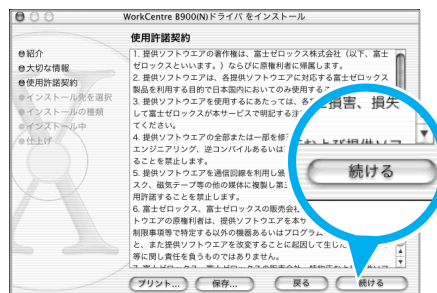 WorkCentre B900(N)ドライバ をインストール
紹介
大切な情報
使用許諾契約
インストール先を選択
インストールの種類
インストール中
仕上げ
使用許諾契約
1. 提供ソフトウエアの著作権は、富士ゼロックス株式会社（以下、富士
ゼロックスといいます。）ならびに原権利者に帰属します。
2. 提供ソフトウエアは、各提供ソフトウエアに対応する富士ゼロックス
製品を利用する目的で日本国内においてのみ使用するこ
3. 提供ソフトウエアを使用するにあたっては、各
して富士ゼロックスが本サービスで明記する注
てください。
4. 提供ソフトウエアの全部または一部を修
エンジニアリング、逆コンパイルあるいは
ることを禁止します。
5. 提供ソフトウエアを通信回線を利用し
スク、磁気テープ等の他の媒体に複製し第
用許諾することを禁止します。
6. 富士ゼロックス、富士ゼロックスの販売会社
トウエアの原権利者は、提供ソフトウエアを本サ
制限事項等で特定する以外の機器あるいはプログラム
と、また提供ソフトウエアを改変することに起因して生じた
等に関し責任を負うものではありません。
損害、損失
続ける
プリント...
保存...
戻る
続ける